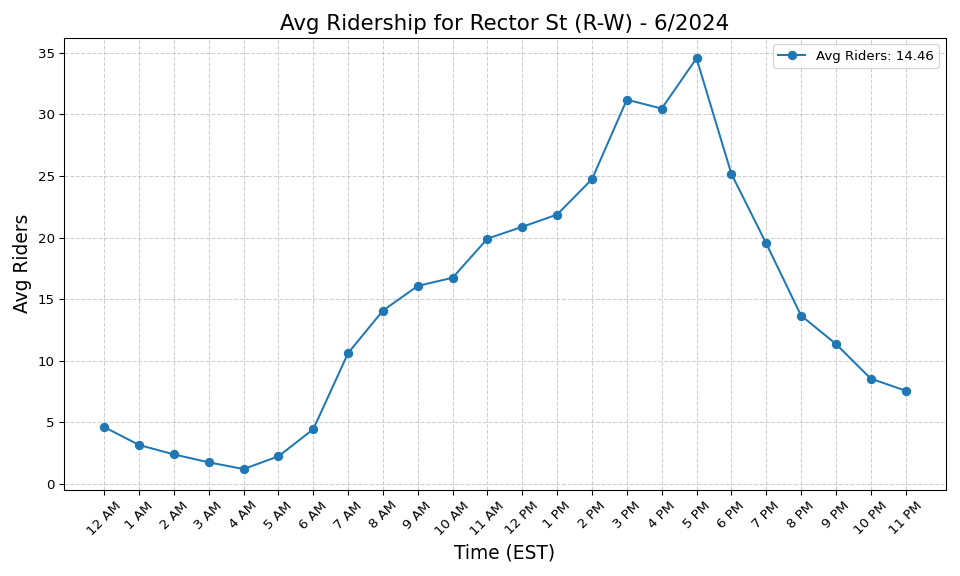 Avg Ridership for Rector St (R-W) - 6/2024
Avg Riders: 14.46
35
30
25
20
15
10
5
0
Avg Riders
12 AM
1 AM
2 AM
3 AM
4 AM
5 AM
6 AM
7 AM
8 AM
9 AM
10 AM
11 AM
12 PM
1 PM
2 PM
3 PM
4 PM
5 PM
6 PM
7 PM
8 PM
9 PM
10 PM
11 PM
Time (EST)